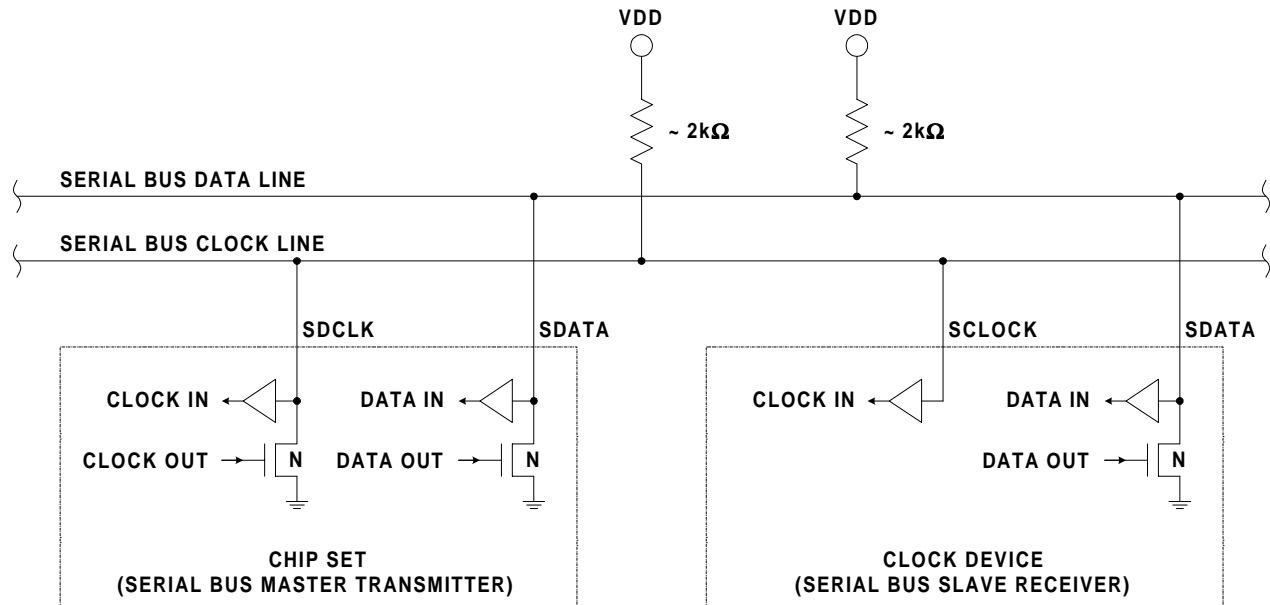 VDD VDD
~ 2kΩ ~ 2kΩ
SERIAL BUS DATA LINE
SERIAL BUS CLOCK LINE
SDCLK SDATA SCLOCK SDATA
CLOCK IN DATA IN CLOCK IN DATA IN
CLOCK OUT N DATA OUT N DATA OUT N
CHIP SET
(SERIAL BUS MASTER TRANSMITTER)
CLOCK DEVICE
(SERIAL BUS SLAVE RECEIVER)